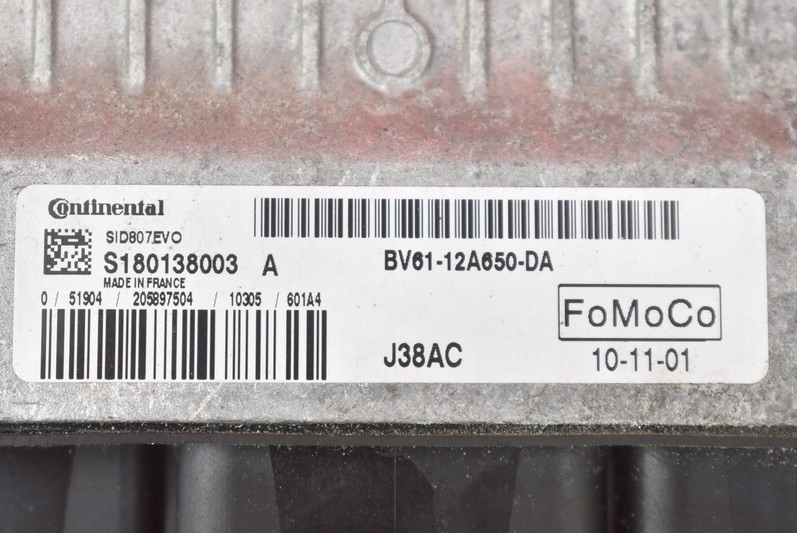 Continental
SID807EVO
S180138003 A
MADE IN FRANCE
0 / 51904 / 205897504 / 10305 / 601A4
BV61-12A650-DA
J38AC
FoMoCo
10-11-01